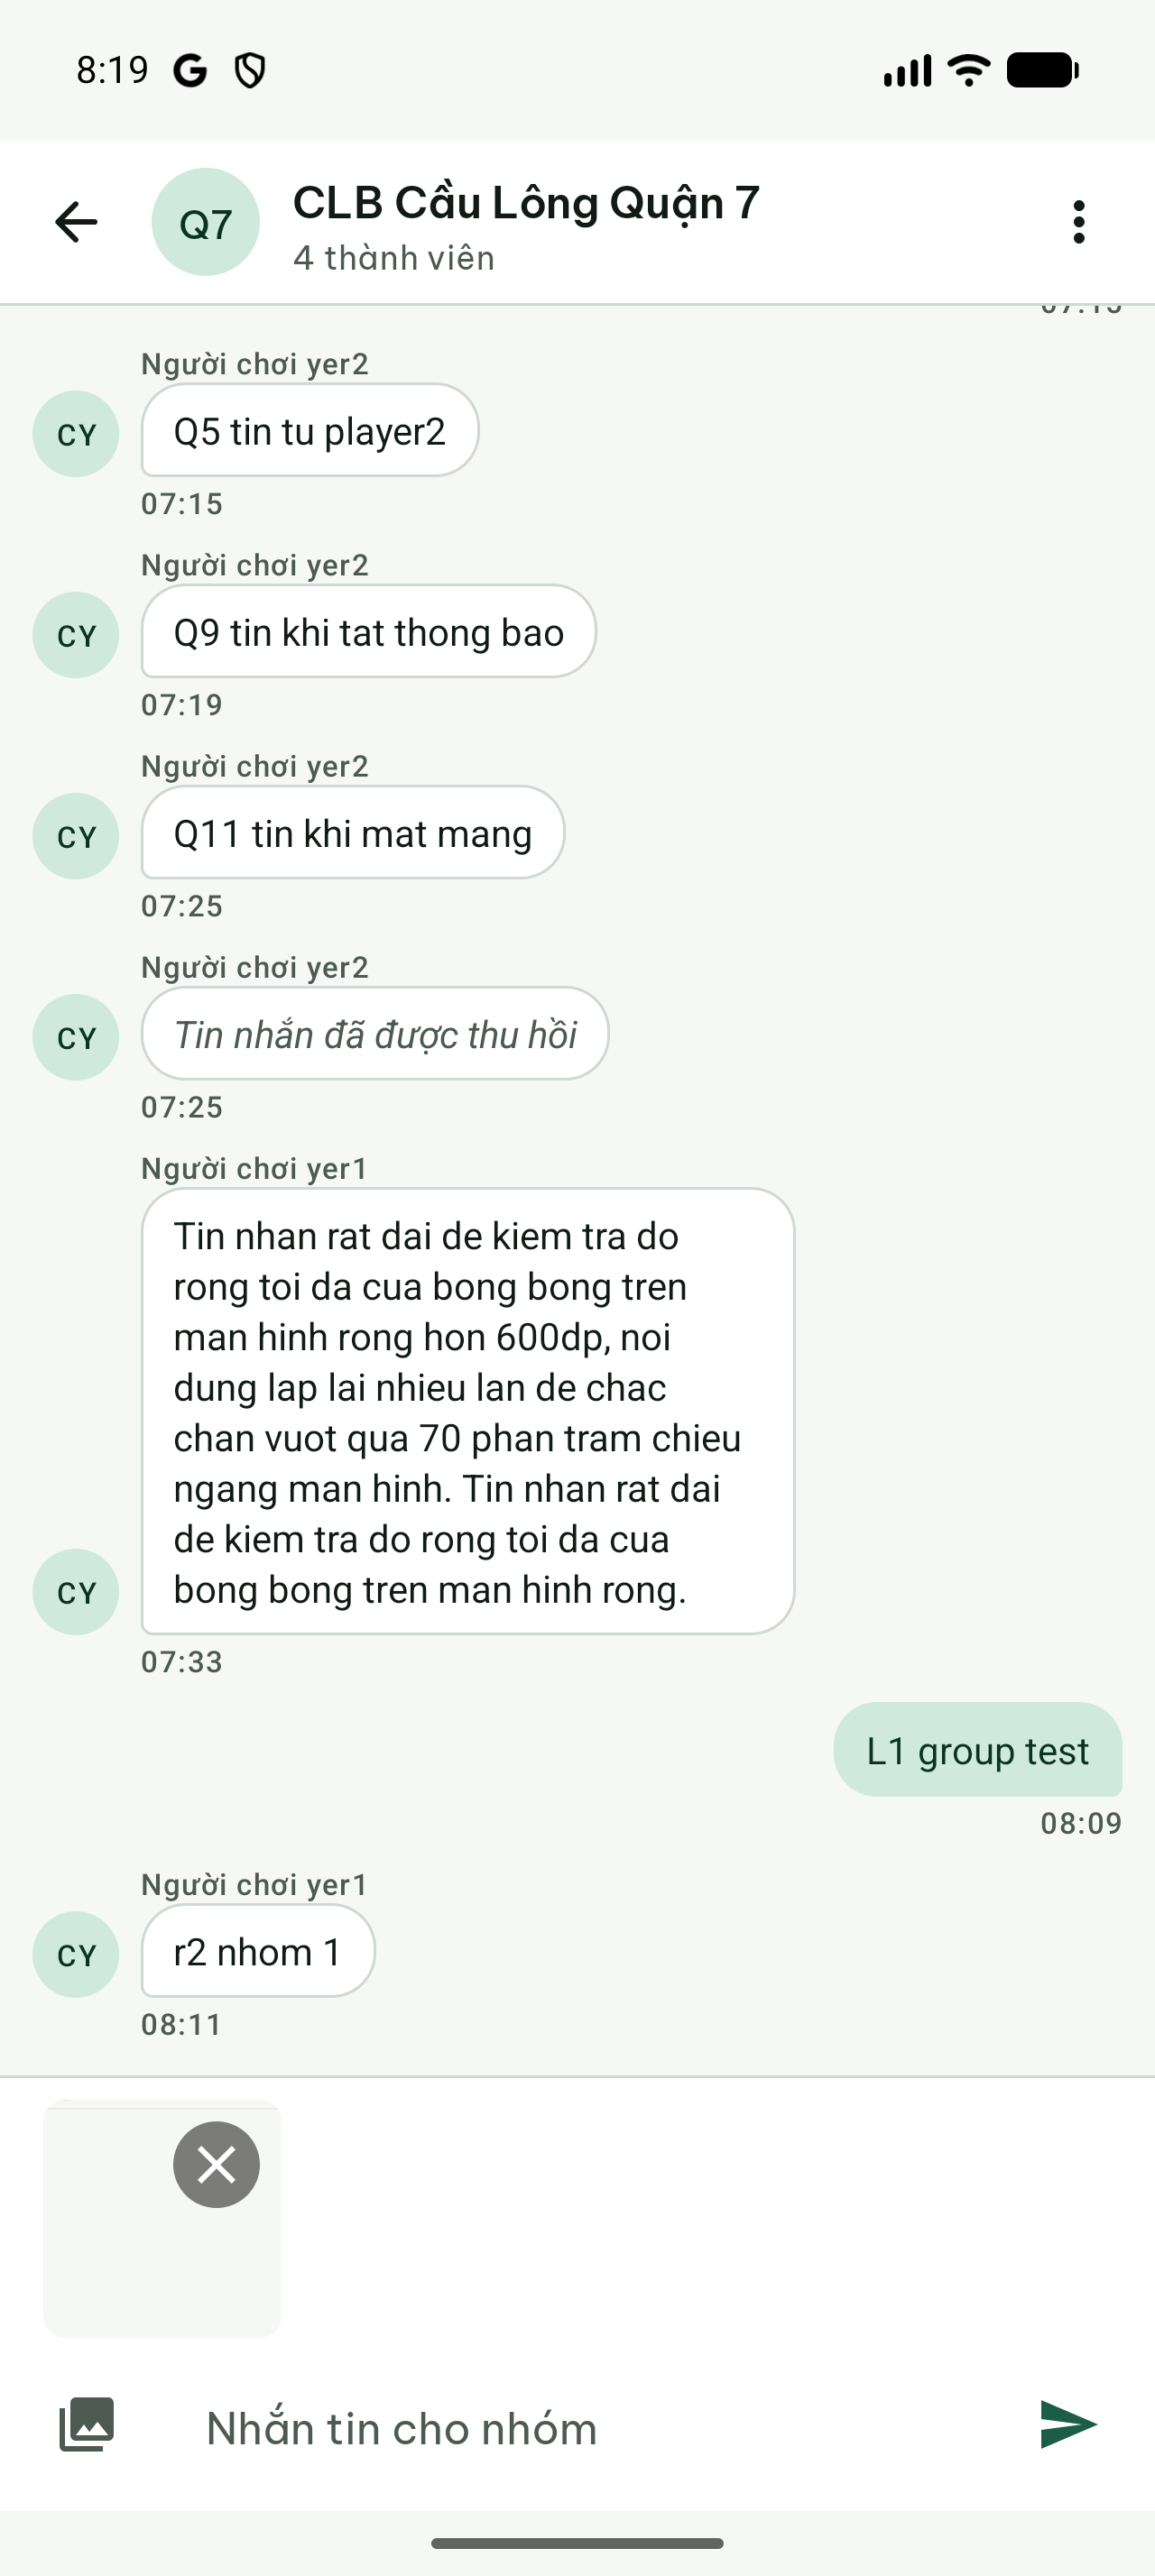 8:19
Q7
CLB Cầu Lông Quận 7
4 thành viên
Người chơi yer2
CY
Q5 tin tu player2
07:15
Người chơi yer2
CY
Q9 tin khi tat thong bao
07:19
Người chơi yer2
CY
Q11 tin khi mat mang
07:25
Người chơi yer2
CY
Tin nhắn đã được thu hồi
07:25
Người chơi yer1
Tin nhan rat dai de kiem tra do
rong toi da cua bong bong tren
man hinh rong hon 600dp, noi
dung lap lai nhieu lan de chac
chan vuot qua 70 phan tram chieu
ngang man hinh. Tin nhan rat dai
de kiem tra do rong toi da cua
bong bong tren man hinh rong.
CY
07:33
L1 group test
08:09
Người chơi yer1
CY
r2 nhom 1
08:11
Nhắn tin cho nhóm